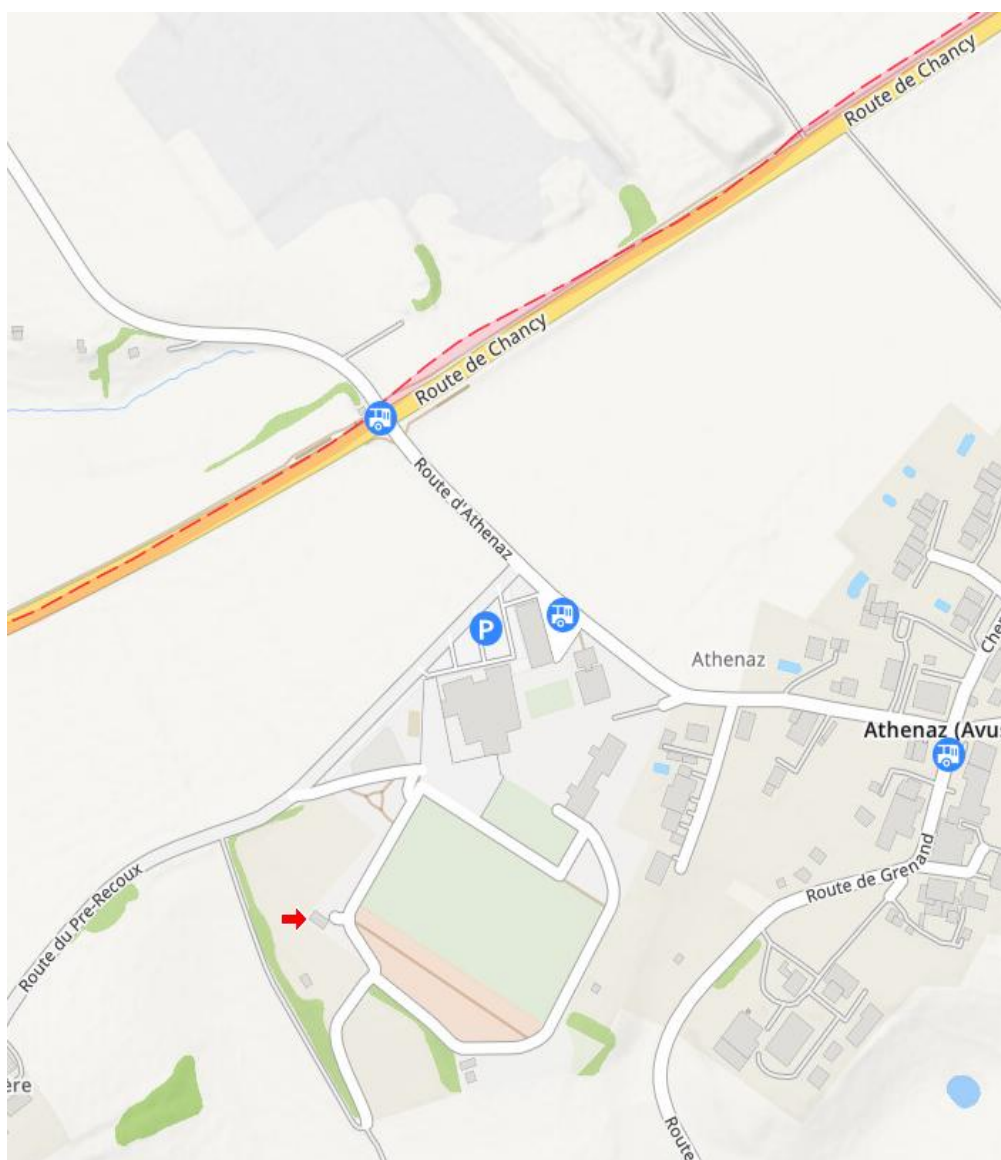 Route de Chancy
Route de Chancy
Route d'Athenaz
P
Athenaz
Che
Athenaz (Avus
Route de Grenand
Route du Pre-Recoux
ère
Route